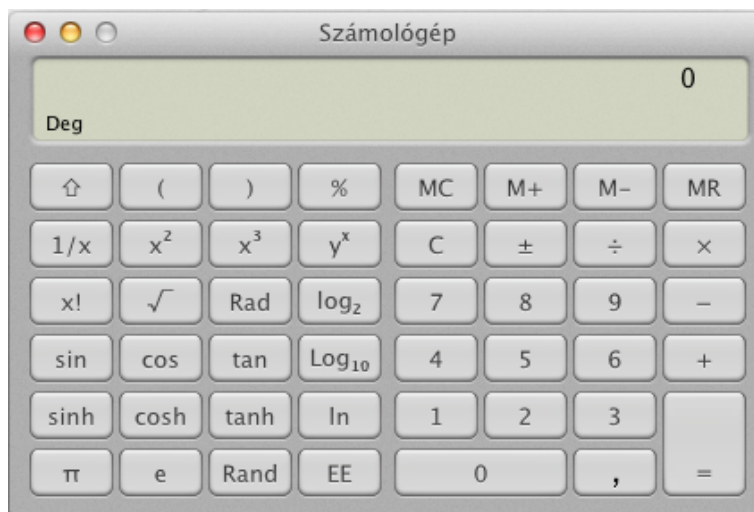 Számológép
0
Deg
⇧ ( ) % MC M+ M− MR
1/x x² x³ yˣ C ± ÷ ×
x! √ Rad log₂ 7 8 9 −
sin cos tan Log₁₀ 4 5 6 +
sinh cosh tanh ln 1 2 3
π e Rand EE 0 , =